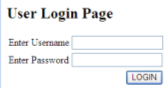 User Login Page
Enter Username
Enter Password
LOGIN